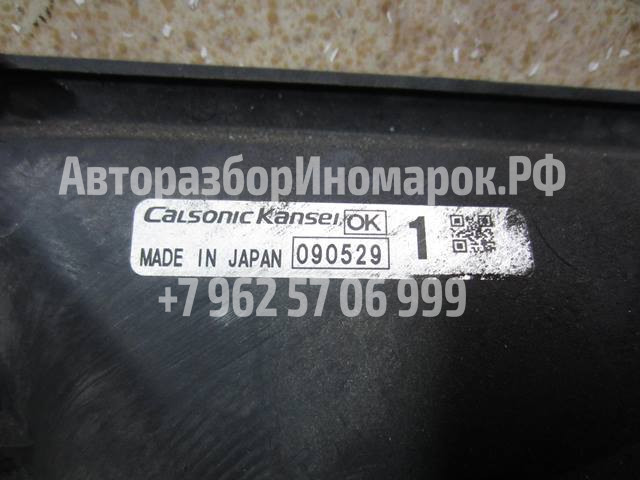 АвторазборИномарок.РФ
CALSONIC KANSEI OK
MADE IN JAPAN 090529 1
+7 962 57 06 999